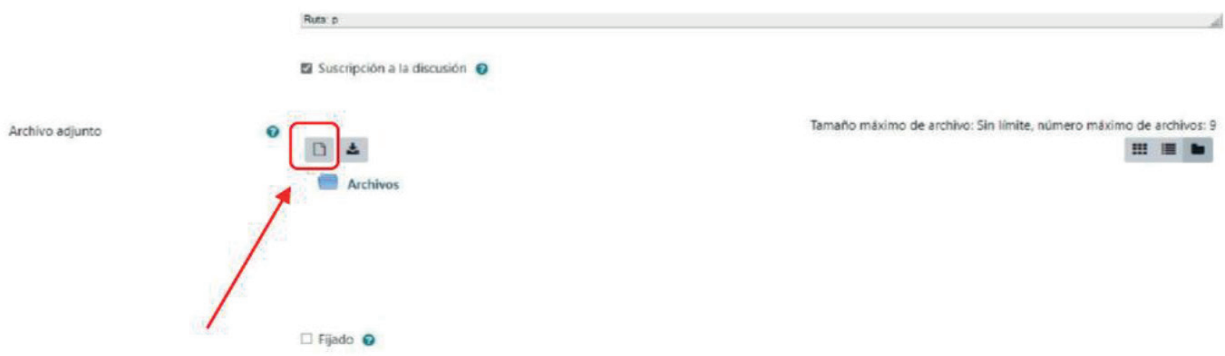 Ruta: p
Suscripción a la discusión
Archivo adjunto
Tamaño máximo de archivo: Sin límite, número máximo de archivos: 9
Archivos
Fijado